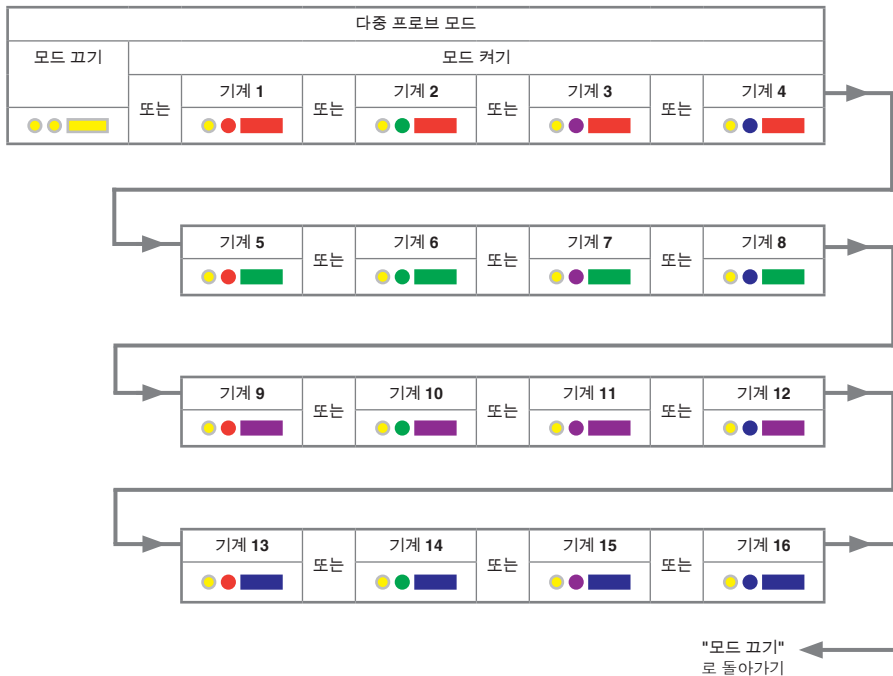 다중 프로브 모드
모드 끄기
모드 켜기
또는
기계 1
또는
기계 2
또는
기계 3
또는
기계 4
기계 5
또는
기계 6
또는
기계 7
또는
기계 8
기계 9
또는
기계 10
또는
기계 11
또는
기계 12
기계 13
또는
기계 14
또는
기계 15
또는
기계 16
"모드 끄기"
로 돌아가기